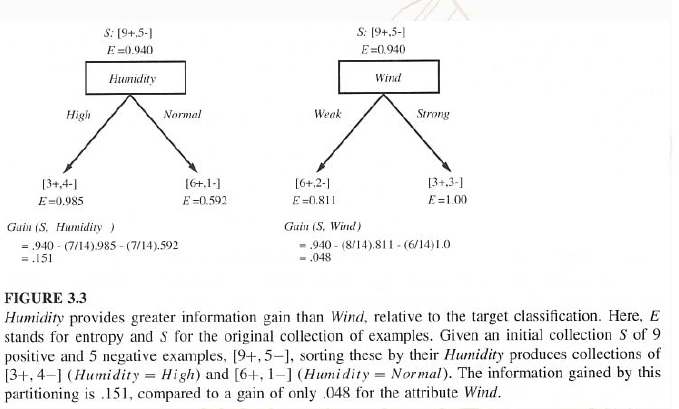 S: [9+,5-]
E=0.940
Humidity
High
Normal
[3+,4-]
E=0.985
[6+,1-]
E=0.592
Gain (S, Humidity )
= .940 - (7/14).985 - (7/14).592
= .151
S: [9+,5-]
E=0.940
Wind
Weak
Strong
[6+,2-]
E=0.811
[3+,3-]
E=1.00
Gain (S, Wind)
= .940 - (8/14).811 - (6/14)1.0
= .048
FIGURE 3.3
Humidity provides greater information gain than Wind, relative to the target classification. Here, E
stands for entropy and S for the original collection of examples. Given an initial collection S of 9
positive and 5 negative examples, [9+, 5−], sorting these by their Humidity produces collections of
[3+, 4−] (Humidity = High) and [6+, 1−] (Humidity = Normal). The information gained by this
partitioning is .151, compared to a gain of only .048 for the attribute Wind.